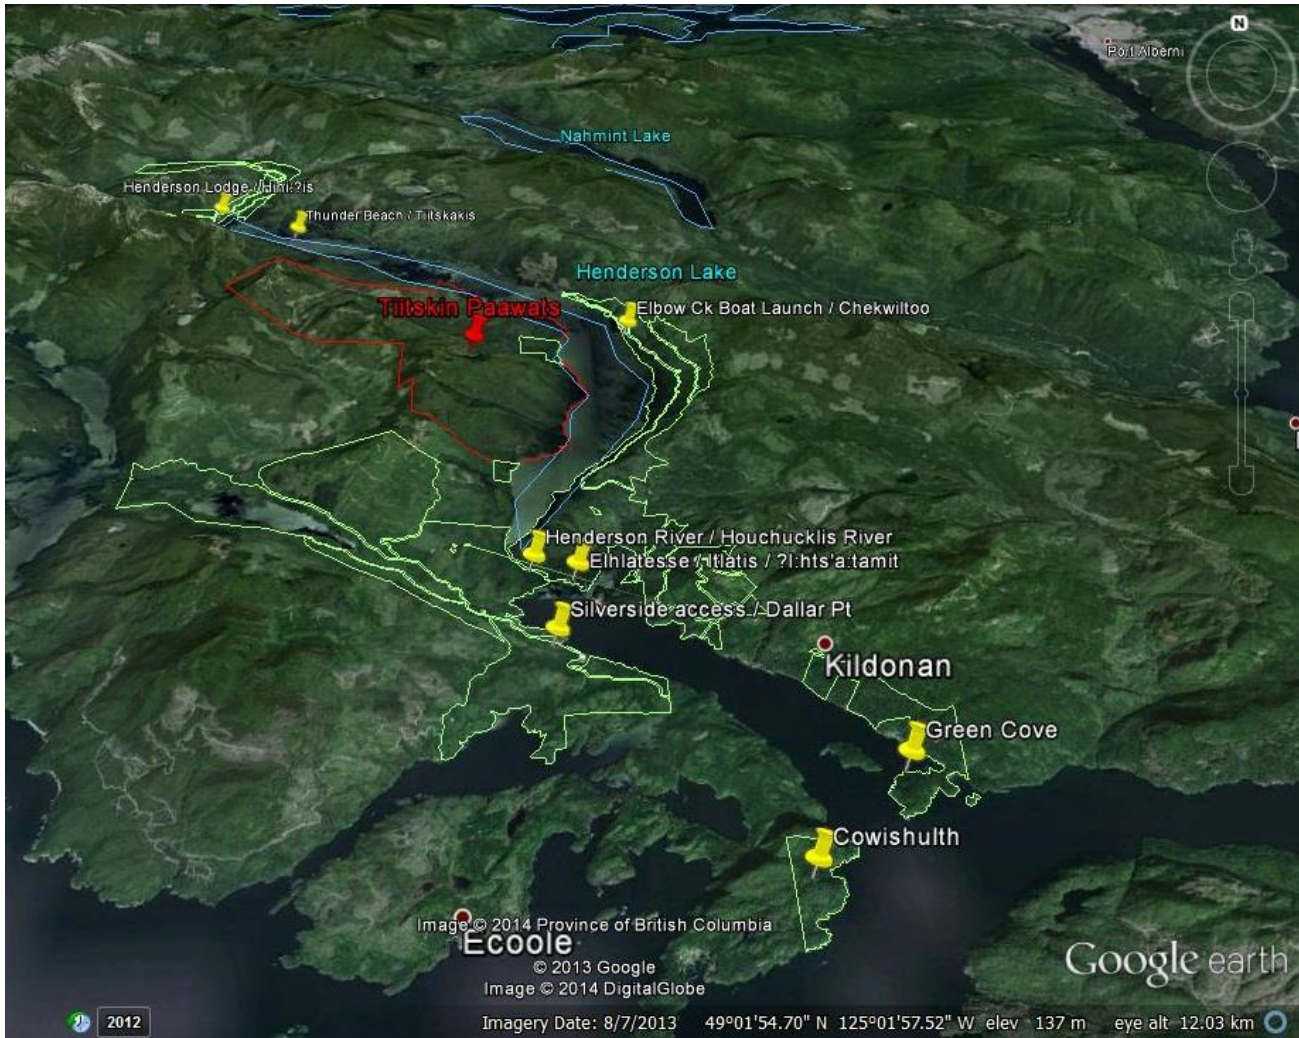 N
Port Alberni
Nahmint Lake
Henderson Lodge / Hini:?is
Thunder Beach / Tiitskakis
Henderson Lake
Tiitskin Paawats
Elbow Ck Boat Launch / Chekwiltoo
Henderson River / Houchucklis River
Elhlatesse / Itlatis / ?l:hts'a:tamit
Silverside access / Dallar Pt
Kildonan
Green Cove
Cowishulth
Image © 2014 Province of British Columbia
Ecoole
© 2013 Google
Image © 2014 DigitalGlobe
Google earth
2012
Imagery Date: 8/7/2013 49°01'54.70" N 125°01'57.52" W elev 137 m eye alt 12.03 km